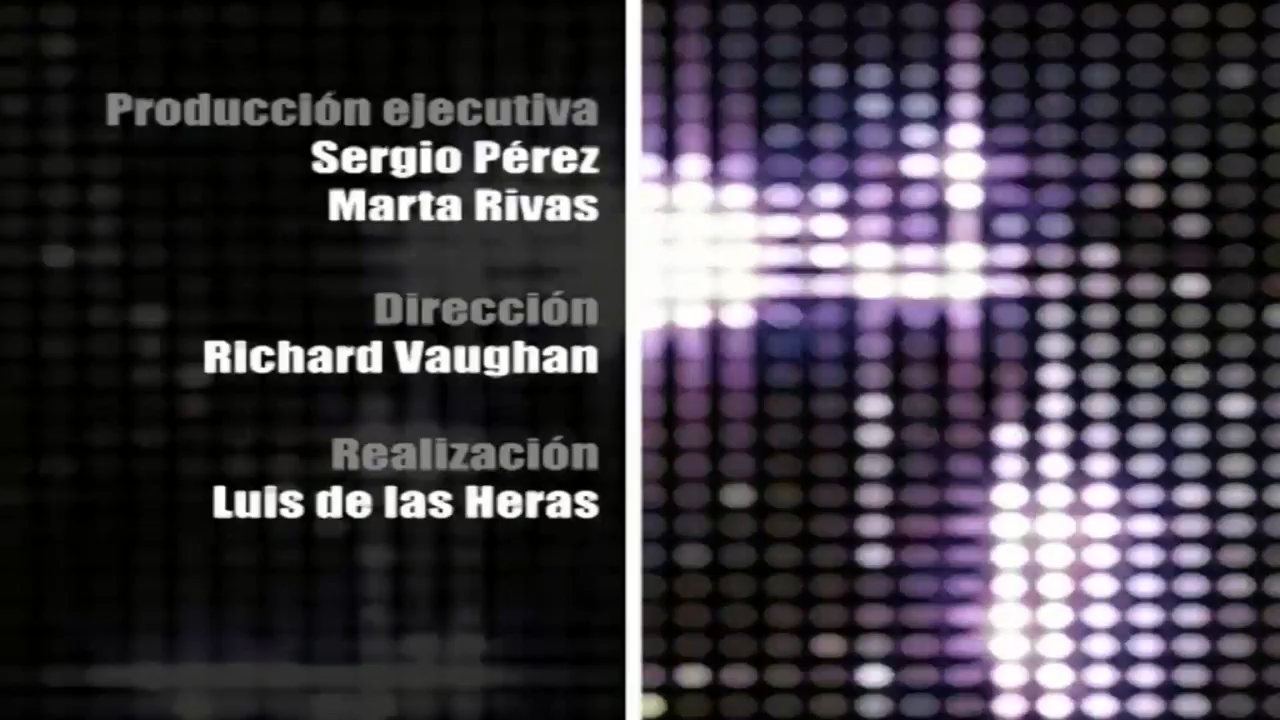 Producción ejecutiva
Sergio Pérez
Marta Rivas
Dirección
Richard Vaughan
Realización
Luis de las Heras